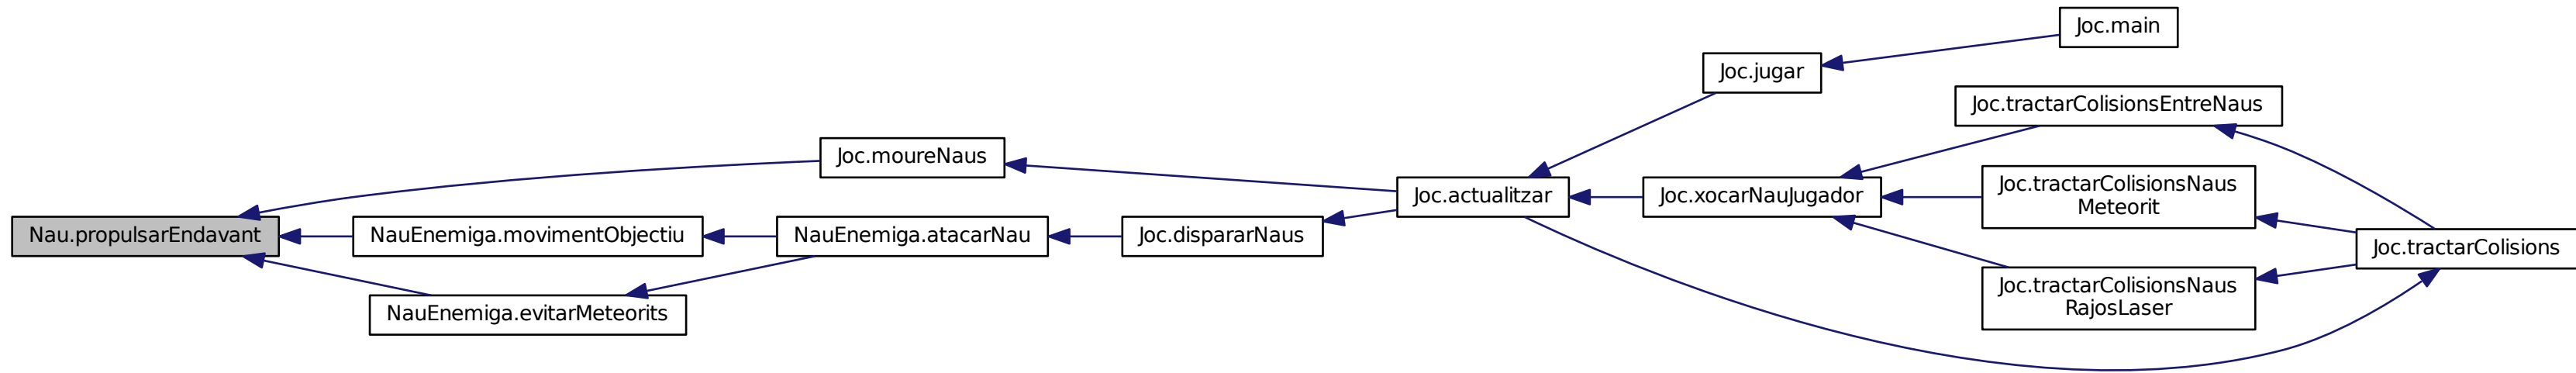 Joc.main
Joc.jugar
Joc.tractarColisionsEntreNaus
Joc.moureNaus
Joc.actualitzar
Joc.xocarNauJugador
Joc.tractarColisionsNaus
Meteorit
Nau.propulsarEndavant
NauEnemiga.movimentObjectiu
NauEnemiga.atacarNau
Joc.dispararNaus
Joc.tractarColisions
NauEnemiga.evitarMeteorits
Joc.tractarColisionsNaus
RajosLaser